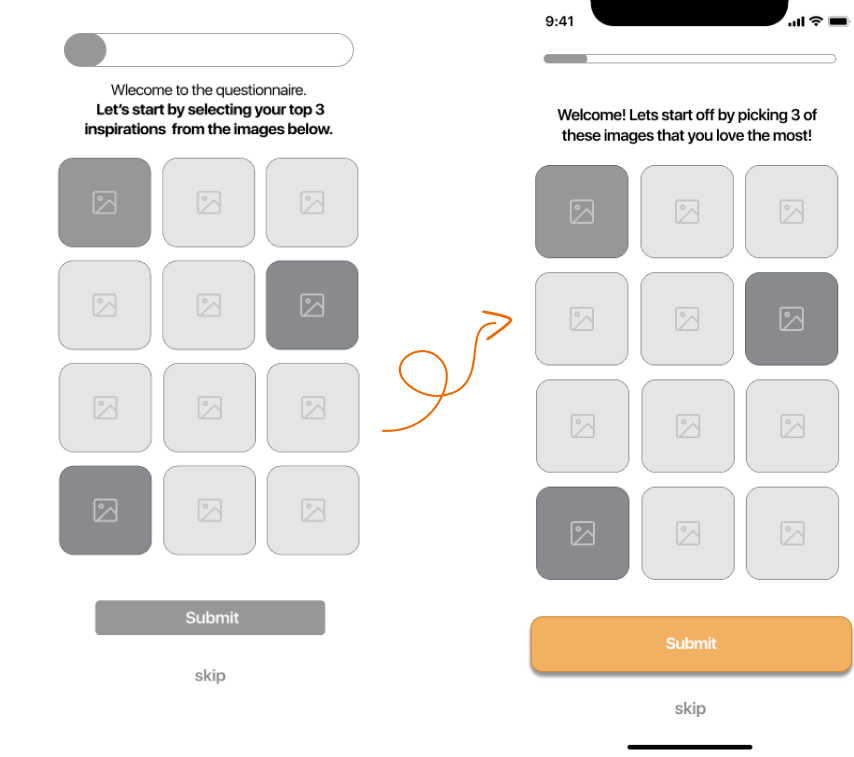 Wlecome to the questionnaire.
Let's start by selecting your top 3
inspirations from the images below.
Submit
skip
9:41
Welcome! Lets start off by picking 3 of
these images that you love the most!
Submit
skip